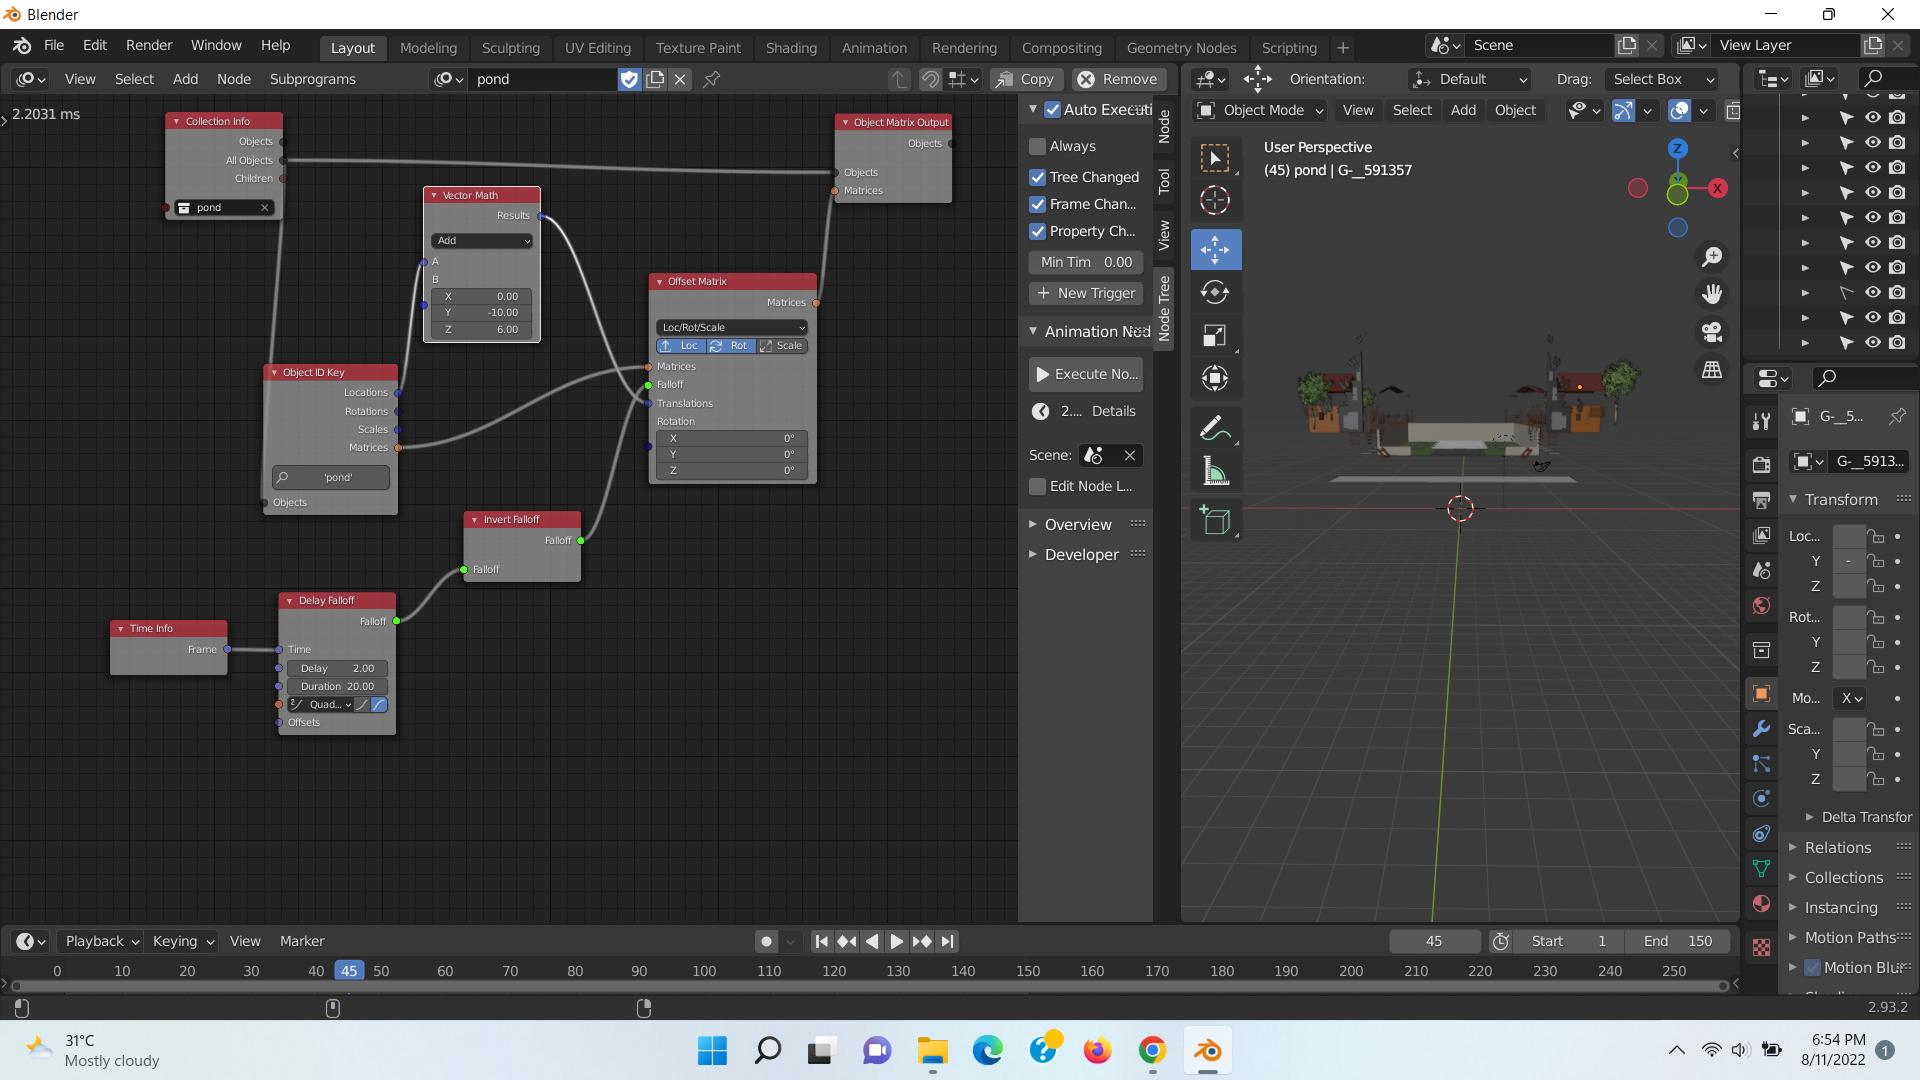 Blender
File Edit Render Window Help
Layout Modeling Sculpting UV Editing Texture Paint Shading Animation Rendering Compositing Geometry Nodes Scripting +
Scene
View Layer
View Select Add Node Subprograms
pond
Copy
Remove
Orientation: Default
Drag: Select Box
Object Mode View Select Add Object
2.2031 ms
Collection Info
Objects
All Objects
Children
pond
Vector Math
Results
Add
A
B
X 0.00
Y -10.00
Z 6.00
Object ID Key
Locations
Rotations
Scales
Matrices
'pond'
Objects
Object Matrix Output
Objects
Objects
Matrices
Offset Matrix
Matrices
Loc/Rot/Scale
Loc Rot Scale
Matrices
Falloff
Translations
Rotation
X 0°
Y 0°
Z 0°
Invert Falloff
Falloff
Falloff
Delay Falloff
Falloff
Time
Delay 2.00
Duration 20.00
Quad...
Offsets
Time Info
Frame
Auto Executi
Always
Tree Changed
Frame Chan...
Property Ch...
Min Tim 0.00
+ New Trigger
Animation Nod
Execute No...
2.... Details
Scene:
Edit Node L...
Overview
Developer
Node
Tool
View
Node Tree
User Perspective
(45) pond | G-__591357
Z
Y
X
G-__5...
G-__5913...
Transform
Loc...
Y -
Z
Rot...
Y
Z
Mo... X
Sca...
Y
Z
Delta Transfor
Relations
Collections
Instancing
Motion Paths
Motion Blur
Playback Keying View Marker
45
Start 1
End 150
0 10 20 30 40 45 50 60 70 80 90 100 110 120 130 140 150 160 170 180 190 200 210 220 230 240 250
2.93.2
31°C
Mostly cloudy
6:54 PM
8/11/2022
1